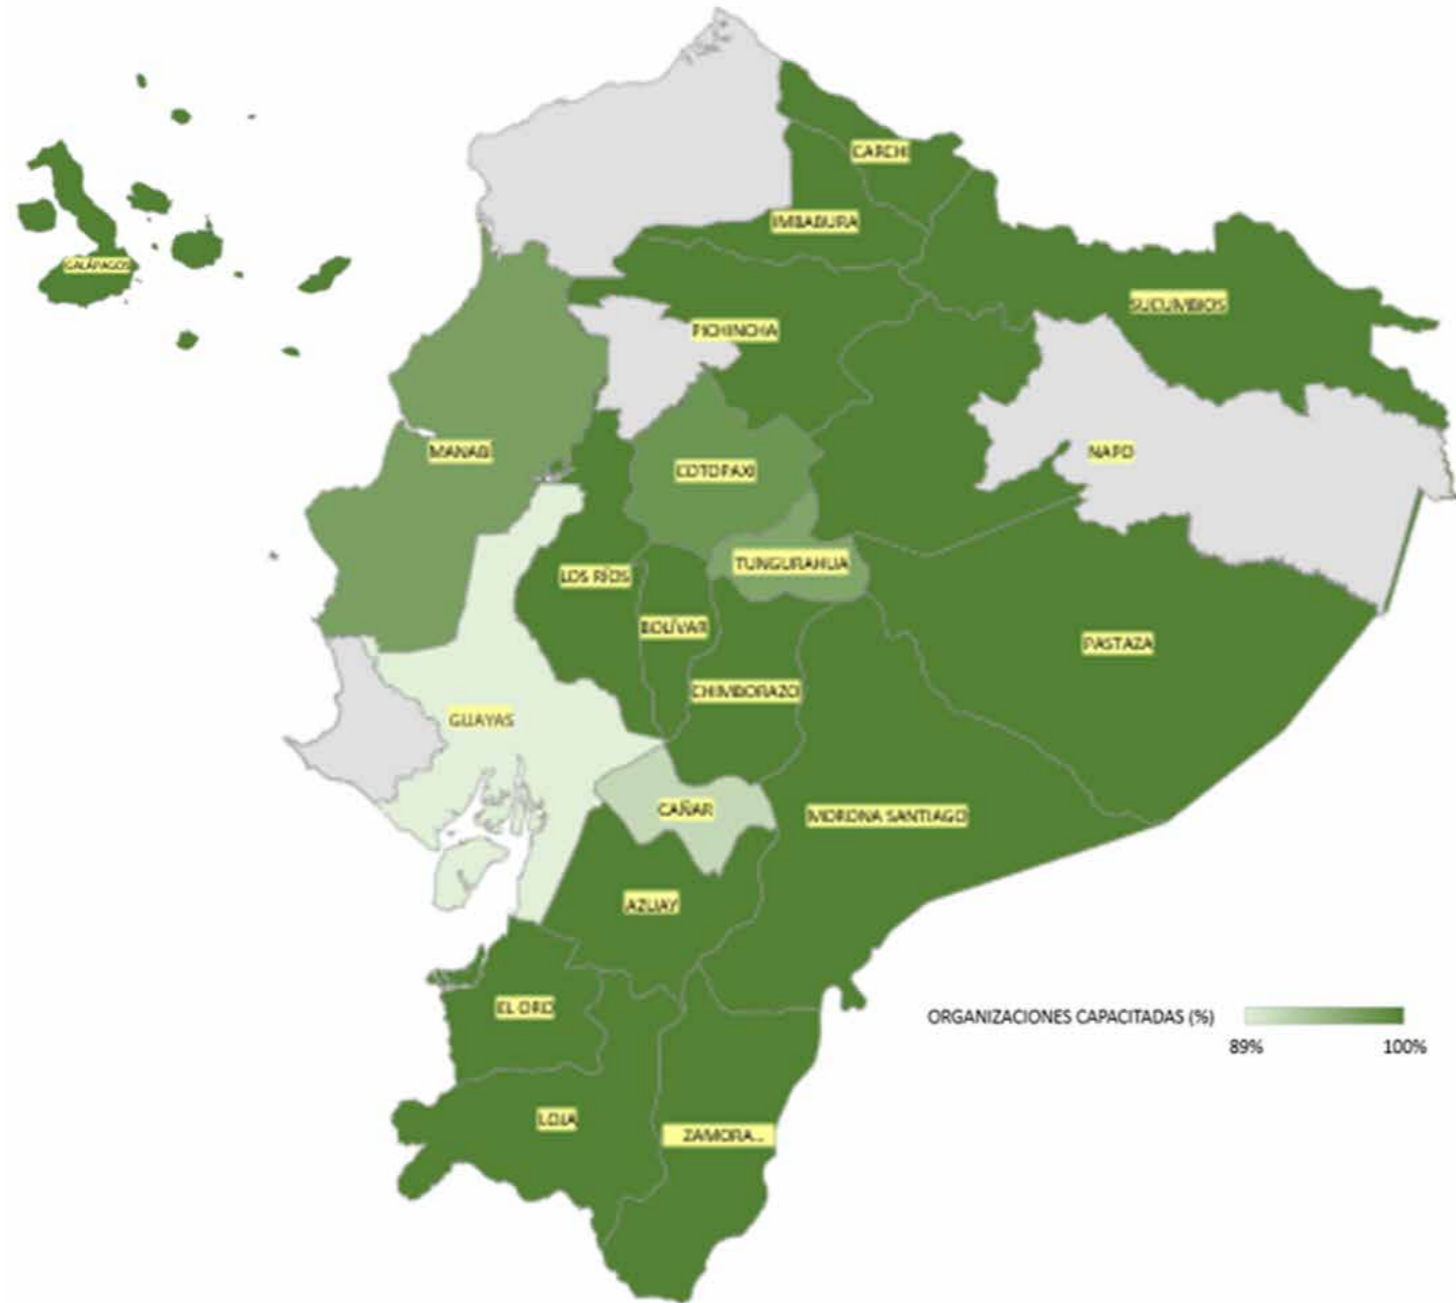 CARCHI
IMBABURA
GALÁPAGOS
SUCUMBIOS
PICHINCHA
MANABÍ
COTOPAXI
NAPO
TUNGURAHUA
LOS RÍOS
BOLÍVAR
PASTAZA
CHIMBORAZO
GUAYAS
CAÑAR
MORONA SANTIAGO
AZUAY
EL ORO
ORGANIZACIONES CAPACITADAS (%)
89% 100%
LOJA
ZAMORA...